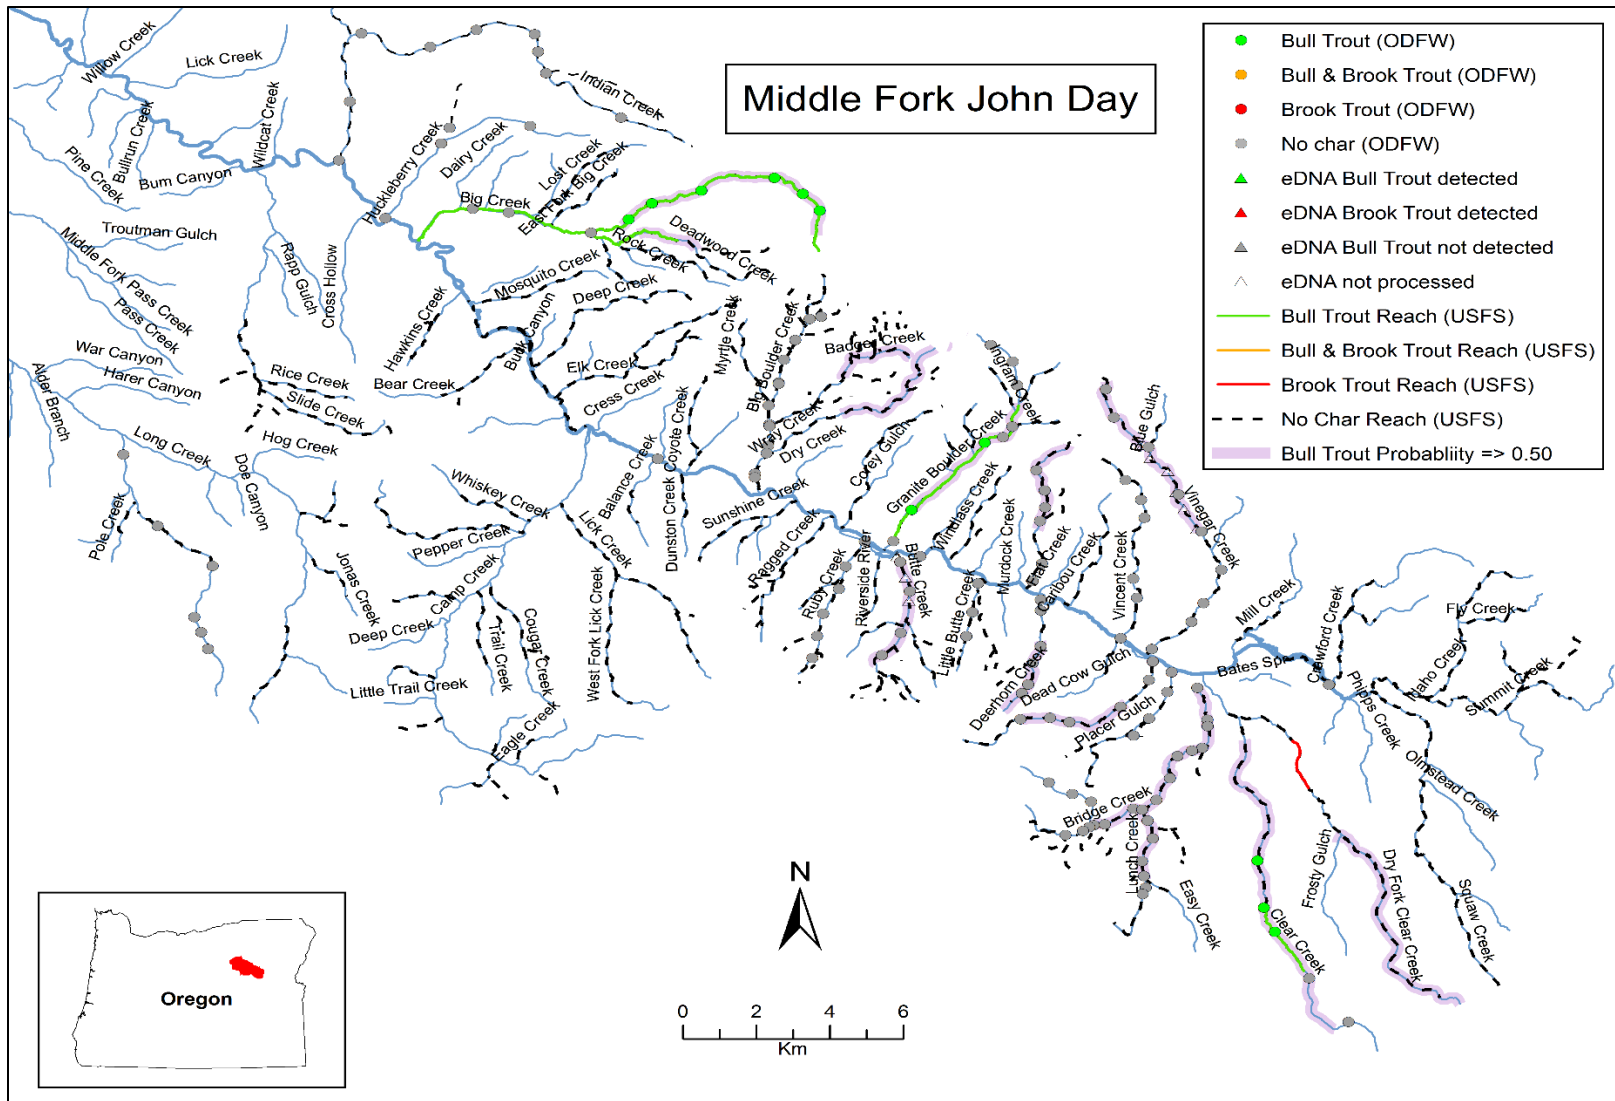 Middle Fork John Day
Bull Trout (ODFW)
Bull & Brook Trout (ODFW)
Brook Trout (ODFW)
No char (ODFW)
eDNA Bull Trout detected
eDNA Brook Trout detected
eDNA Bull Trout not detected
eDNA not processed
Bull Trout Reach (USFS)
Bull & Brook Trout Reach (USFS)
Brook Trout Reach (USFS)
No Char Reach (USFS)
Bull Trout Probabliity => 0.50
Willow Creek
Lick Creek
Indian Creek
Bullrun Creek
Wildcat Creek
Pine Creek
Bum Canyon
Huckleberry Creek
Dairy Creek
Lost Creek
East Fork Big Creek
Big Creek
Troutman Gulch
Rapp Gulch
Cross Hollow
Middle Fork Pass Creek
Pass Creek
Rock Creek
Deadwood Creek
Mosquito Creek
Deep Creek
Hawkins Creek
Buck Canyon
War Canyon
Harer Canyon
Alder Branch
Rice Creek
Slide Creek
Bear Creek
Elk Creek
Cress Creek
Myrtle Creek
Big Boulder Creek
Badger Creek
Ingram Creek
Long Creek
Hog Creek
Doe Canyon
Whiskey Creek
Balance Creek
Coyote Creek
Dunston Creek
Wray Creek
Dry Creek
Corey Gulch
Granite Boulder Creek
Blue Gulch
Vinegar Creek
Sunshine Creek
Windlass Creek
Pole Creek
Pepper Creek
Lick Creek
Ragged Creek
Ruby Creek
Riverside River
Butte Creek
Little Butte Creek
Murdock Creek
Flat Creek
Caribou Creek
Vincent Creek
Jonas Creek
Camp Creek
Deep Creek
Trail Creek
Cougar Creek
West Fork Lick Creek
Little Trail Creek
Eagle Creek
Deerhorn Creek
Dead Cow Gulch
Placer Gulch
Mill Creek
Bates Spr
Crawford Creek
Fly Creek
Idaho Creek
Summit Creek
Phipps Creek
Olmstead Creek
Bridge Creek
Lunch Creek
Easy Creek
Clear Creek
Frosty Gulch
Dry Fork Clear Creek
Squaw Creek
N
0 2 4 6
Km
Oregon